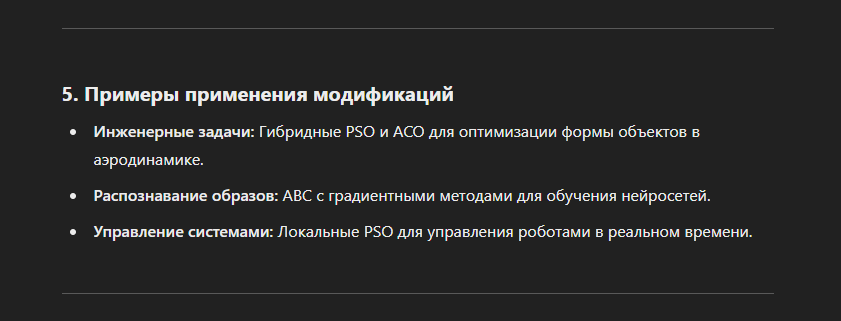 5. Примеры применения модификаций
• Инженерные задачи: Гибридные PSO и ACO для оптимизации формы объектов в
аэродинамике.
• Распознавание образов: ABC с градиентными методами для обучения нейросетей.
• Управление системами: Локальные PSO для управления роботами в реальном времени.